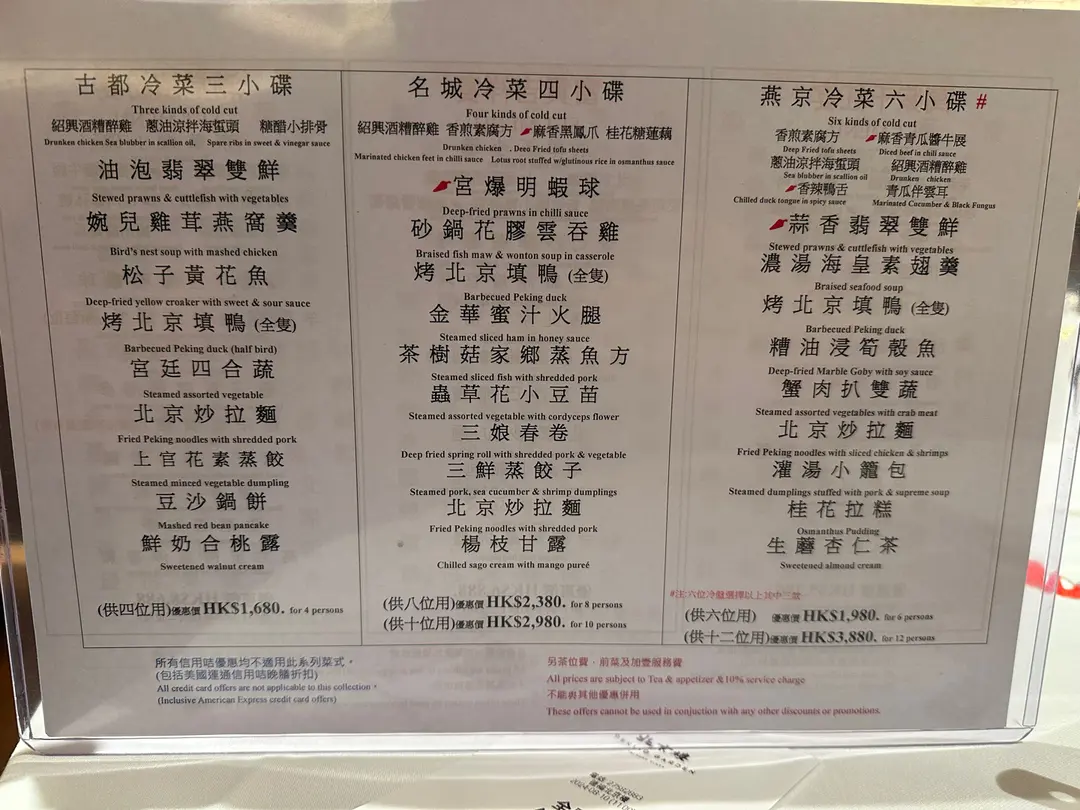 古都冷菜三小碟
Three kinds of cold cut
紹興酒糟醉雞 蔥油涼拌海蜇頭 糖醋小排骨
Drunken chicken Sea blubber in scallion oil, Spare ribs in sweet & vinegar sauce
油泡翡翠雙鮮
Stewed prawns & cuttlefish with vegetables
婉兒雞茸燕窩羹
Bird's nest soup with mashed chicken
松子黃花魚
Deep-fried yellow croaker with sweet & sour sauce
烤北京填鴨 (全隻)
Barbecued Peking duck (half bird)
宮廷四合蔬
Steamed assorted vegetable
北京炒拉麵
Fried Peking noodles with shredded pork
上官花素蒸餃
Steamed minced vegetable dumpling
豆沙鍋餅
Mashed red bean pancake
鮮奶合桃露
Sweetened walnut cream
(供四位用)優惠價 HK$1,680. for 4 persons
名城冷菜四小碟
Four kinds of cold cut
紹興酒糟醉雞 香煎素腐方 麻香黑鳳爪 桂花糖蓮藕
Drunken chicken . Deeo Fried tofu sheets
Marinated chicken feet in chilli sauce Lotus root stuffed w/glutinous rice in osmanthus sauce
宮爆明蝦球
Deep-fried prawns in chilli sauce
砂鍋花膠雲吞雞
Braised fish maw & wonton soup in casserole
烤北京填鴨 (全隻)
Barbecued Peking duck
金華蜜汁火腿
Steamed sliced ham in honey sauce
茶樹菇家鄉蒸魚方
Steamed sliced fish with shredded pork
蟲草花小豆苗
Steamed assorted vegetable with cordyceps flower
三娘春卷
Deep fried spring roll with shredded pork & vegetable
三鮮蒸餃子
Steamed pork, sea cucumber & shrimp dumplings
北京炒拉麵
Fried Peking noodles with shredded pork
楊枝甘露
Chilled sago cream with mango pureé
(供八位用)優惠價 HK$2,380. for 8 persons
(供十位用)優惠價 HK$2,980. for 10 persons
燕京冷菜六小碟#
Six kinds of cold cut
香煎素腐方 麻香青瓜醬牛展
Deep Fried tofu sheets Diced beef in chili sauce
蔥油涼拌海蜇頭 紹興酒糟醉雞
Sea blubber in scallion oil Drunken chicken
香辣鴨舌 青瓜伴雲耳
Chilled duck tongue in spicy sauce Marinated Cucumber & Black Fungus
蒜香翡翠雙鮮
Stewed prawns & cuttlefish with vegetables
濃湯海皇素翅羹
Braised seafood soup
烤北京填鴨 (全隻)
Barbecued Peking duck
糟油浸筍殼魚
Deep-fried Marble Goby with soy sauce
蟹肉扒雙蔬
Steamed assorted vegetables with crab meat
北京炒拉麵
Fried Peking noodles with sliced chicken & shrimps
灌湯小籠包
Steamed dumplings stuffed with pork & supreme soup
桂花拉糕
Osmanthus Pudding
生蘑杏仁茶
Sweetened almond cream
#注:六位冷盤選擇以上其中三款
(供六位用) 優惠價 HK$1,980. for 6 persons
(供十二位用)優惠價 HK$3,880. for 12 persons
所有信用咭優惠均不適用此系列菜式。
(包括美國運通信用咭晚膳折扣)
All credit card offers are not applicable to this collection。
(Inclusive American Express credit card offers)
另茶位費，前菜及加壹服務費
All prices are subject to Tea & appetizer &10% service charge
不能與其他優惠併用
These offers cannot be used in conjuction with any other discounts or promotions.